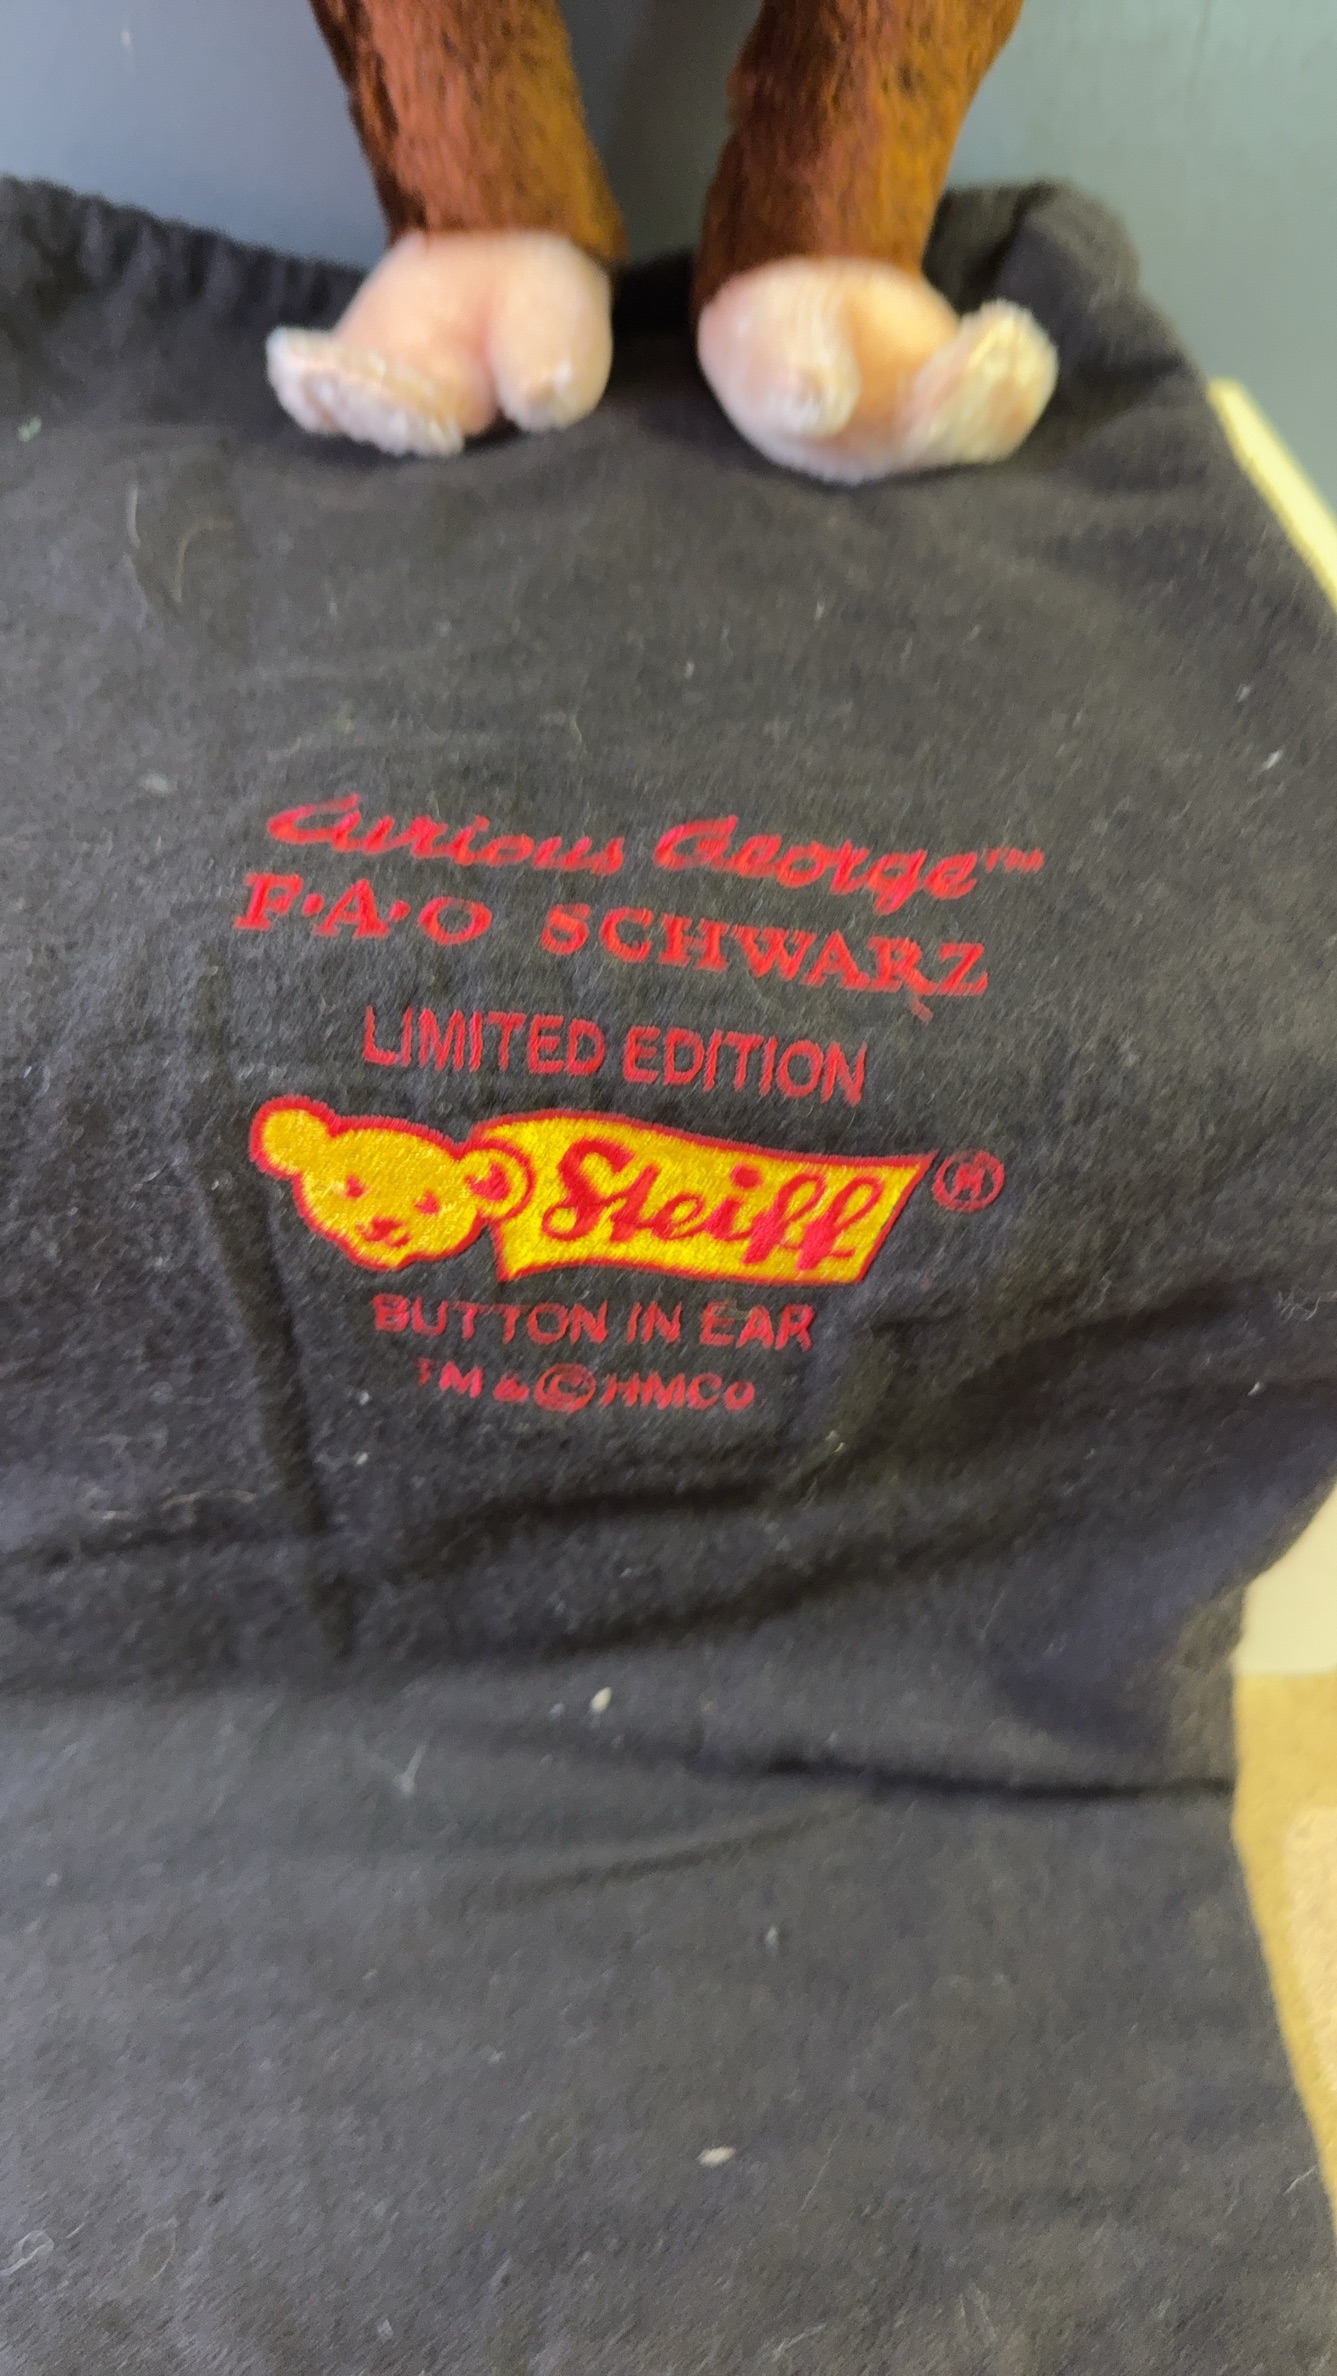 Curious George™
F·A·O SCHWARZ
LIMITED EDITION
Steiff ®
BUTTON IN EAR
TM & © HMCo